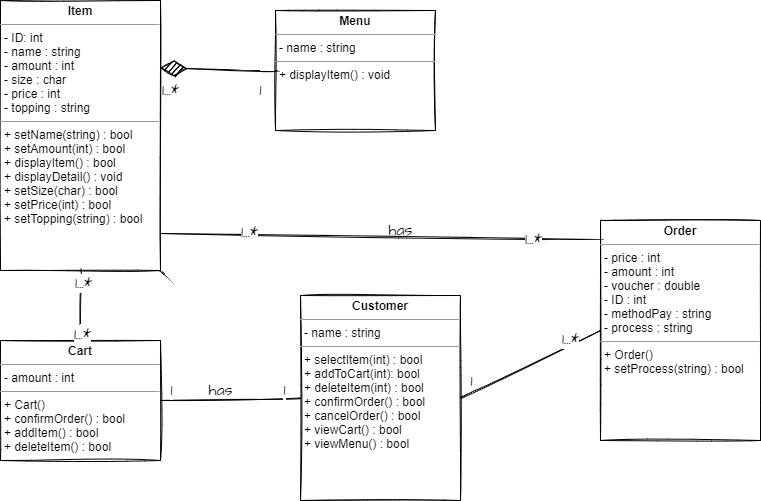 Item
- ID: int
- name : string
- amount : int
- size : char
- price : int
- topping : string
+ setName(string) : bool
+ setAmount(int) : bool
+ displayItem() : bool
+ displayDetail() : void
+ setSize(char) : bool
+ setPrice(int) : bool
+ setTopping(string) : bool
1...*
1
Menu
- name : string
+ displayItem() : void
1...*
has
1...*
Order
- price : int
- amount : int
- voucher : double
- ID : int
- methodPay : string
- process : string
+ Order()
+ setProcess(string) : bool
1...*
1...*
Cart
- amount : int
+ Cart()
+ confirmOrder() : bool
+ addItem() : bool
+ deleteItem() : bool
1
has
1
Customer
- name : string
+ selectItem(int) : bool
+ addToCart(int): bool
+ deleteItem(int) : bool
+ confirmOrder() : bool
+ cancelOrder() : bool
+ viewCart() : bool
+ viewMenu() : bool
1
1...*